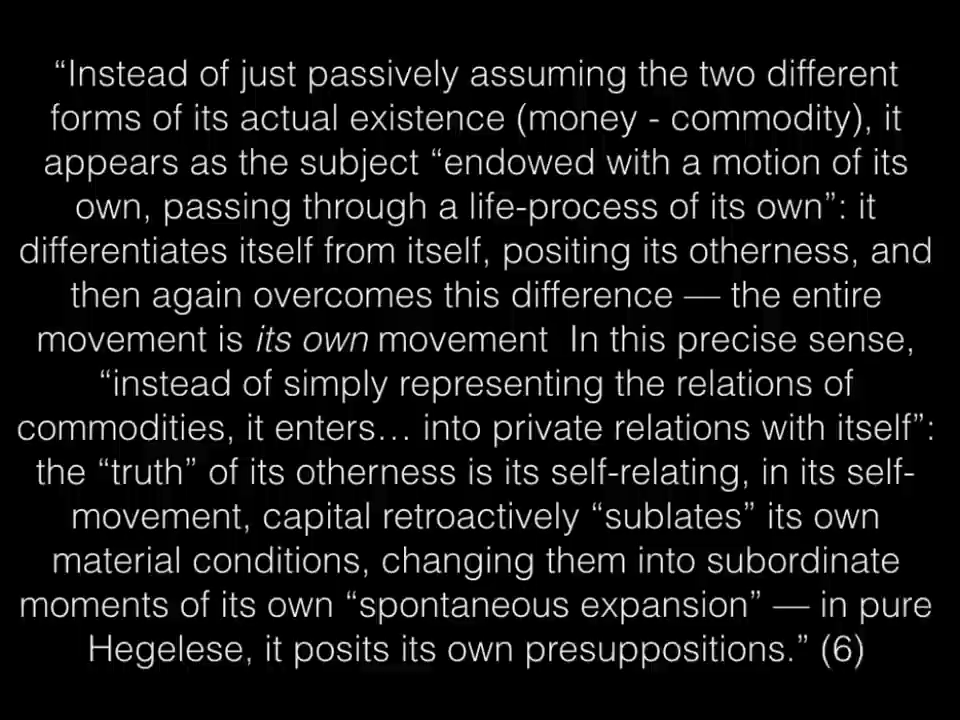 “Instead of just passively assuming the two different
forms of its actual existence (money - commodity), it
appears as the subject “endowed with a motion of its
own, passing through a life-process of its own”: it
differentiates itself from itself, positing its otherness, and
then again overcomes this difference — the entire
movement is its own movement  In this precise sense,
“instead of simply representing the relations of
commodities, it enters… into private relations with itself”:
the “truth” of its otherness is its self-relating, in its self-
movement, capital retroactively “sublates” its own
material conditions, changing them into subordinate
moments of its own “spontaneous expansion” — in pure
Hegelese, it posits its own presuppositions.” (6)